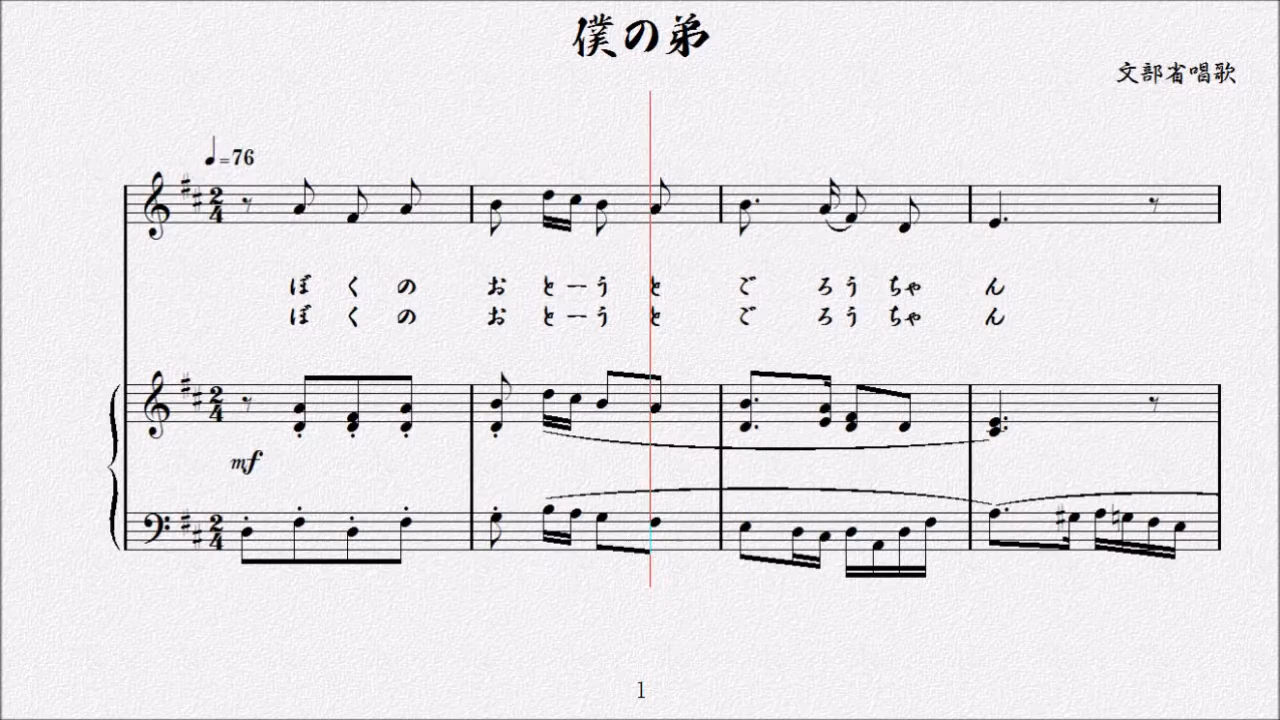 僕の弟
文部省唱歌
♩=76
ぼ く の お と ー う と ご ろ う ちゃ ん
ぼ く の お と ー う と ご ろ う ちゃ ん
mf
1